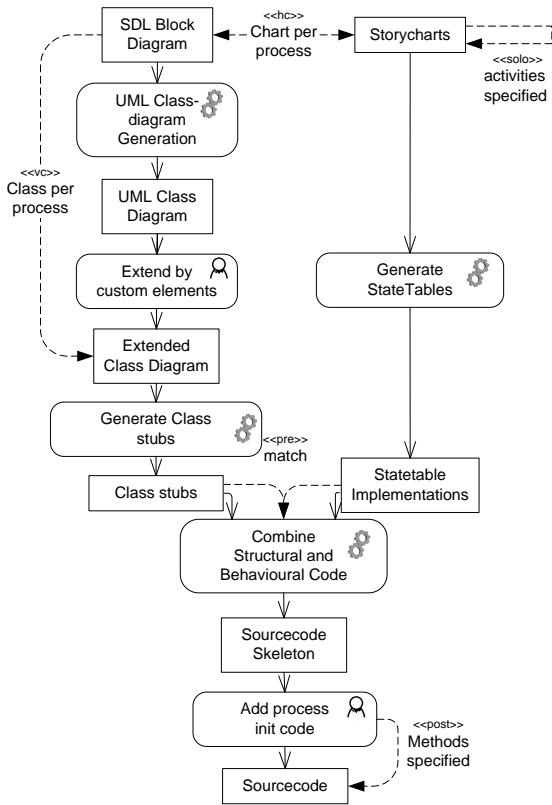 SDL Block
Diagram
<<hc>>
Chart per
process
Storycharts
<<solo>>
activities
specified
UML Class-
diagram
Generation
<<vc>>
Class per
process
UML Class
Diagram
Extend by
custom elements
Generate
StateTables
Extended
Class Diagram
Generate Class
stubs
<<pre>>
match
Class stubs
Statetable
Implementations
Combine
Structural and
Behavioural Code
Sourcecode
Skeleton
Add process
init code
<<post>>
Methods
specified
Sourcecode